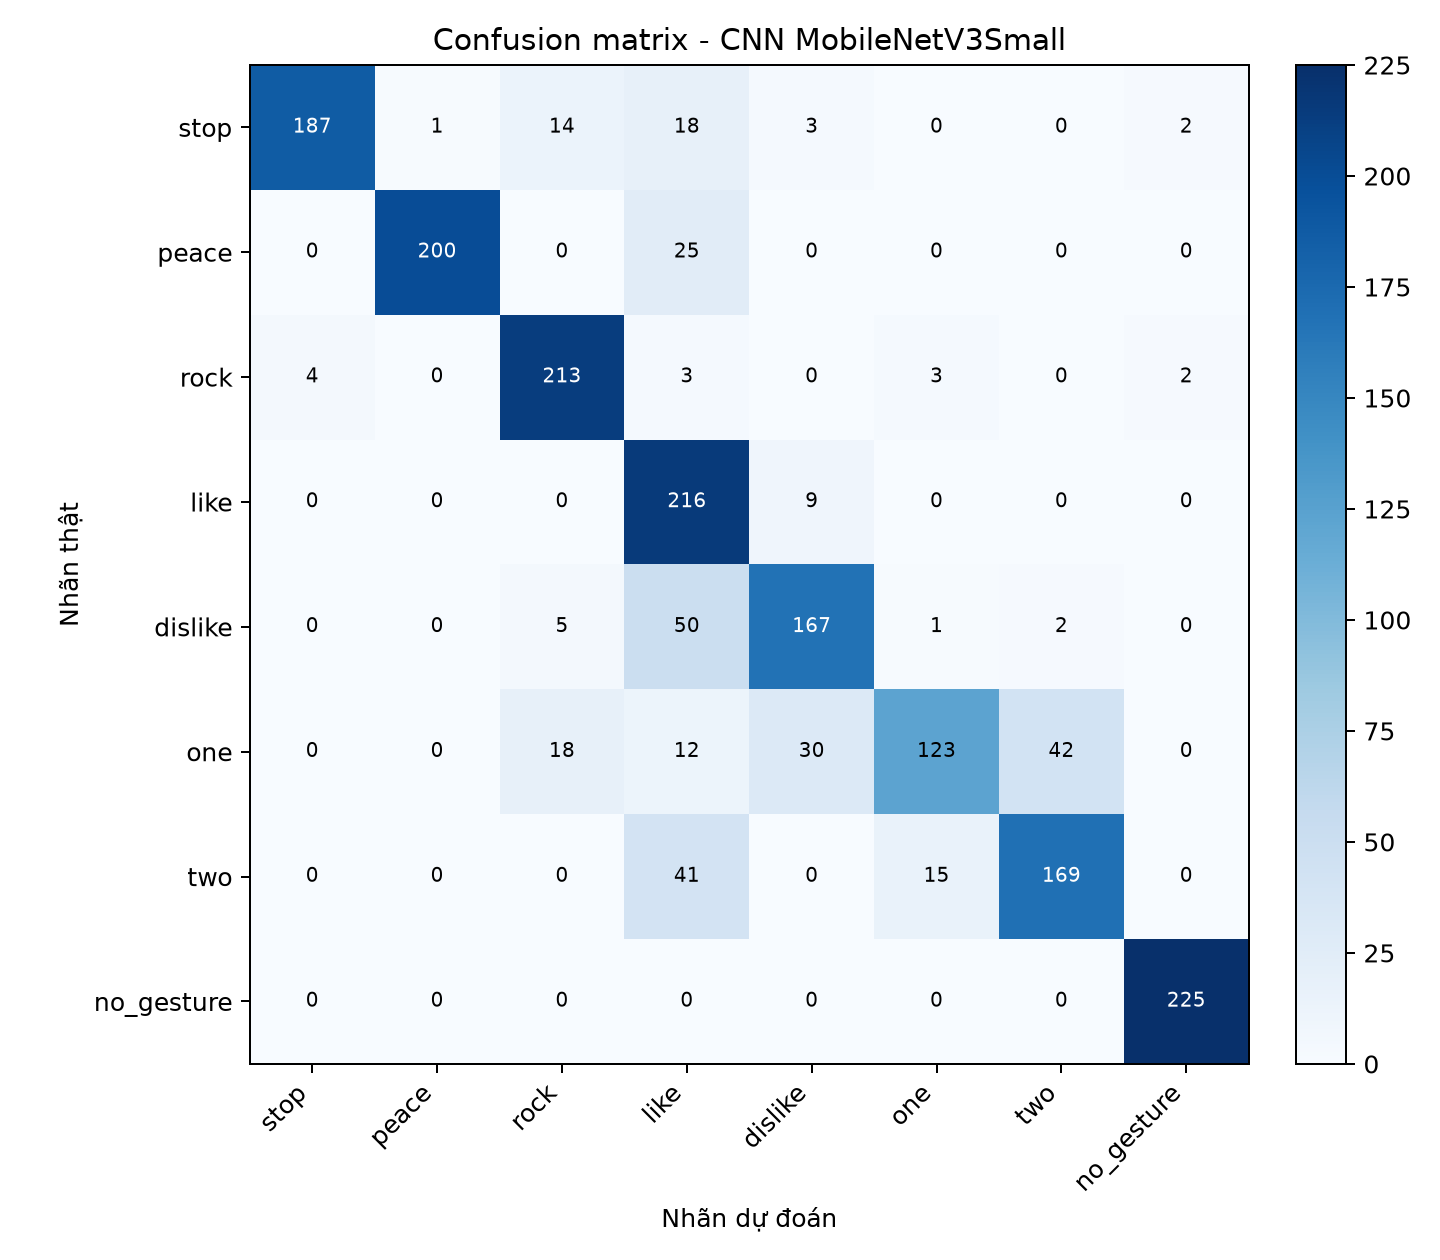 Confusion matrix - CNN MobileNetV3Small
Nhãn thật
stop 187 1 14 18 3 0 0 2
peace 0 200 0 25 0 0 0 0
rock 4 0 213 3 0 3 0 2
like 0 0 0 216 9 0 0 0
dislike 0 0 5 50 167 1 2 0
one 0 0 18 12 30 123 42 0
two 0 0 0 41 0 15 169 0
no_gesture 0 0 0 0 0 0 0 225
stop peace rock like dislike one two no_gesture
Nhãn dự đoán
225
200
175
150
125
100
75
50
25
0